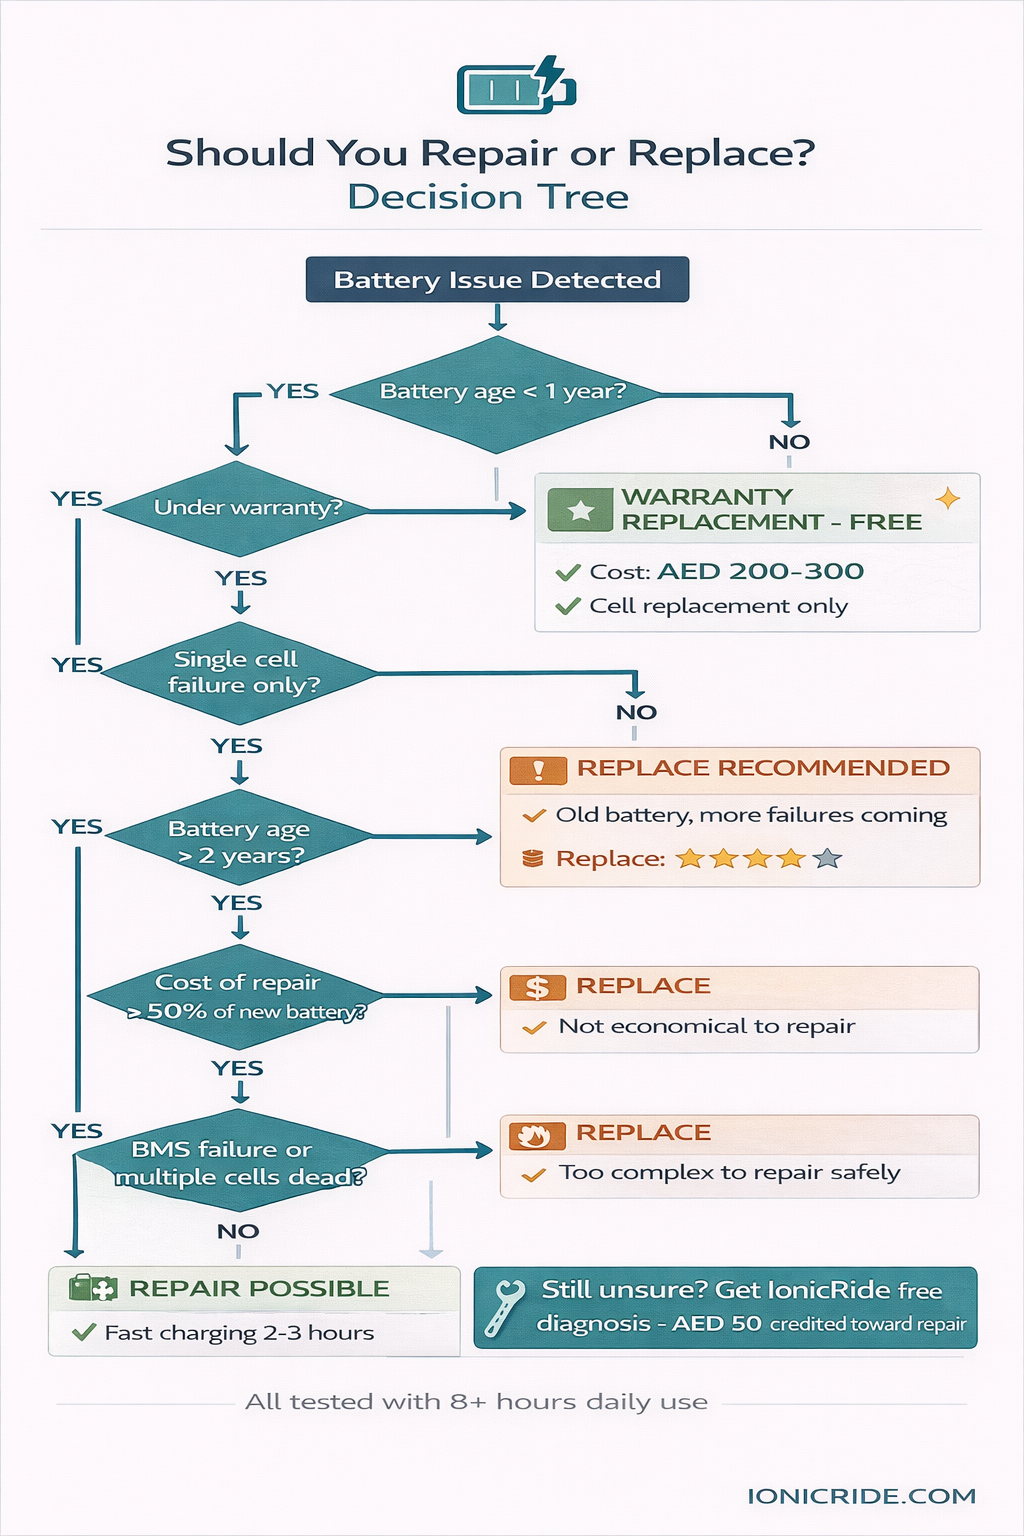 Should You Repair or Replace?
Decision Tree
Battery Issue Detected
YES
Battery age < 1 year?
NO
YES
Under warranty?
WARRANTY
REPLACEMENT - FREE
Cost: AED 200-300
Cell replacement only
YES
YES
Single cell
failure only?
NO
YES
REPLACE RECOMMENDED
Old battery, more failures coming
Replace:
YES
Battery age
> 2 years?
YES
Cost of repair
> 50% of new battery?
REPLACE
Not economical to repair
YES
YES
BMS failure or
multiple cells dead?
REPLACE
Too complex to repair safely
NO
REPAIR POSSIBLE
Fast charging 2-3 hours
Still unsure? Get IonicRide free
diagnosis - AED 50 credited toward repair
All tested with 8+ hours daily use
IONICRIDE.COM